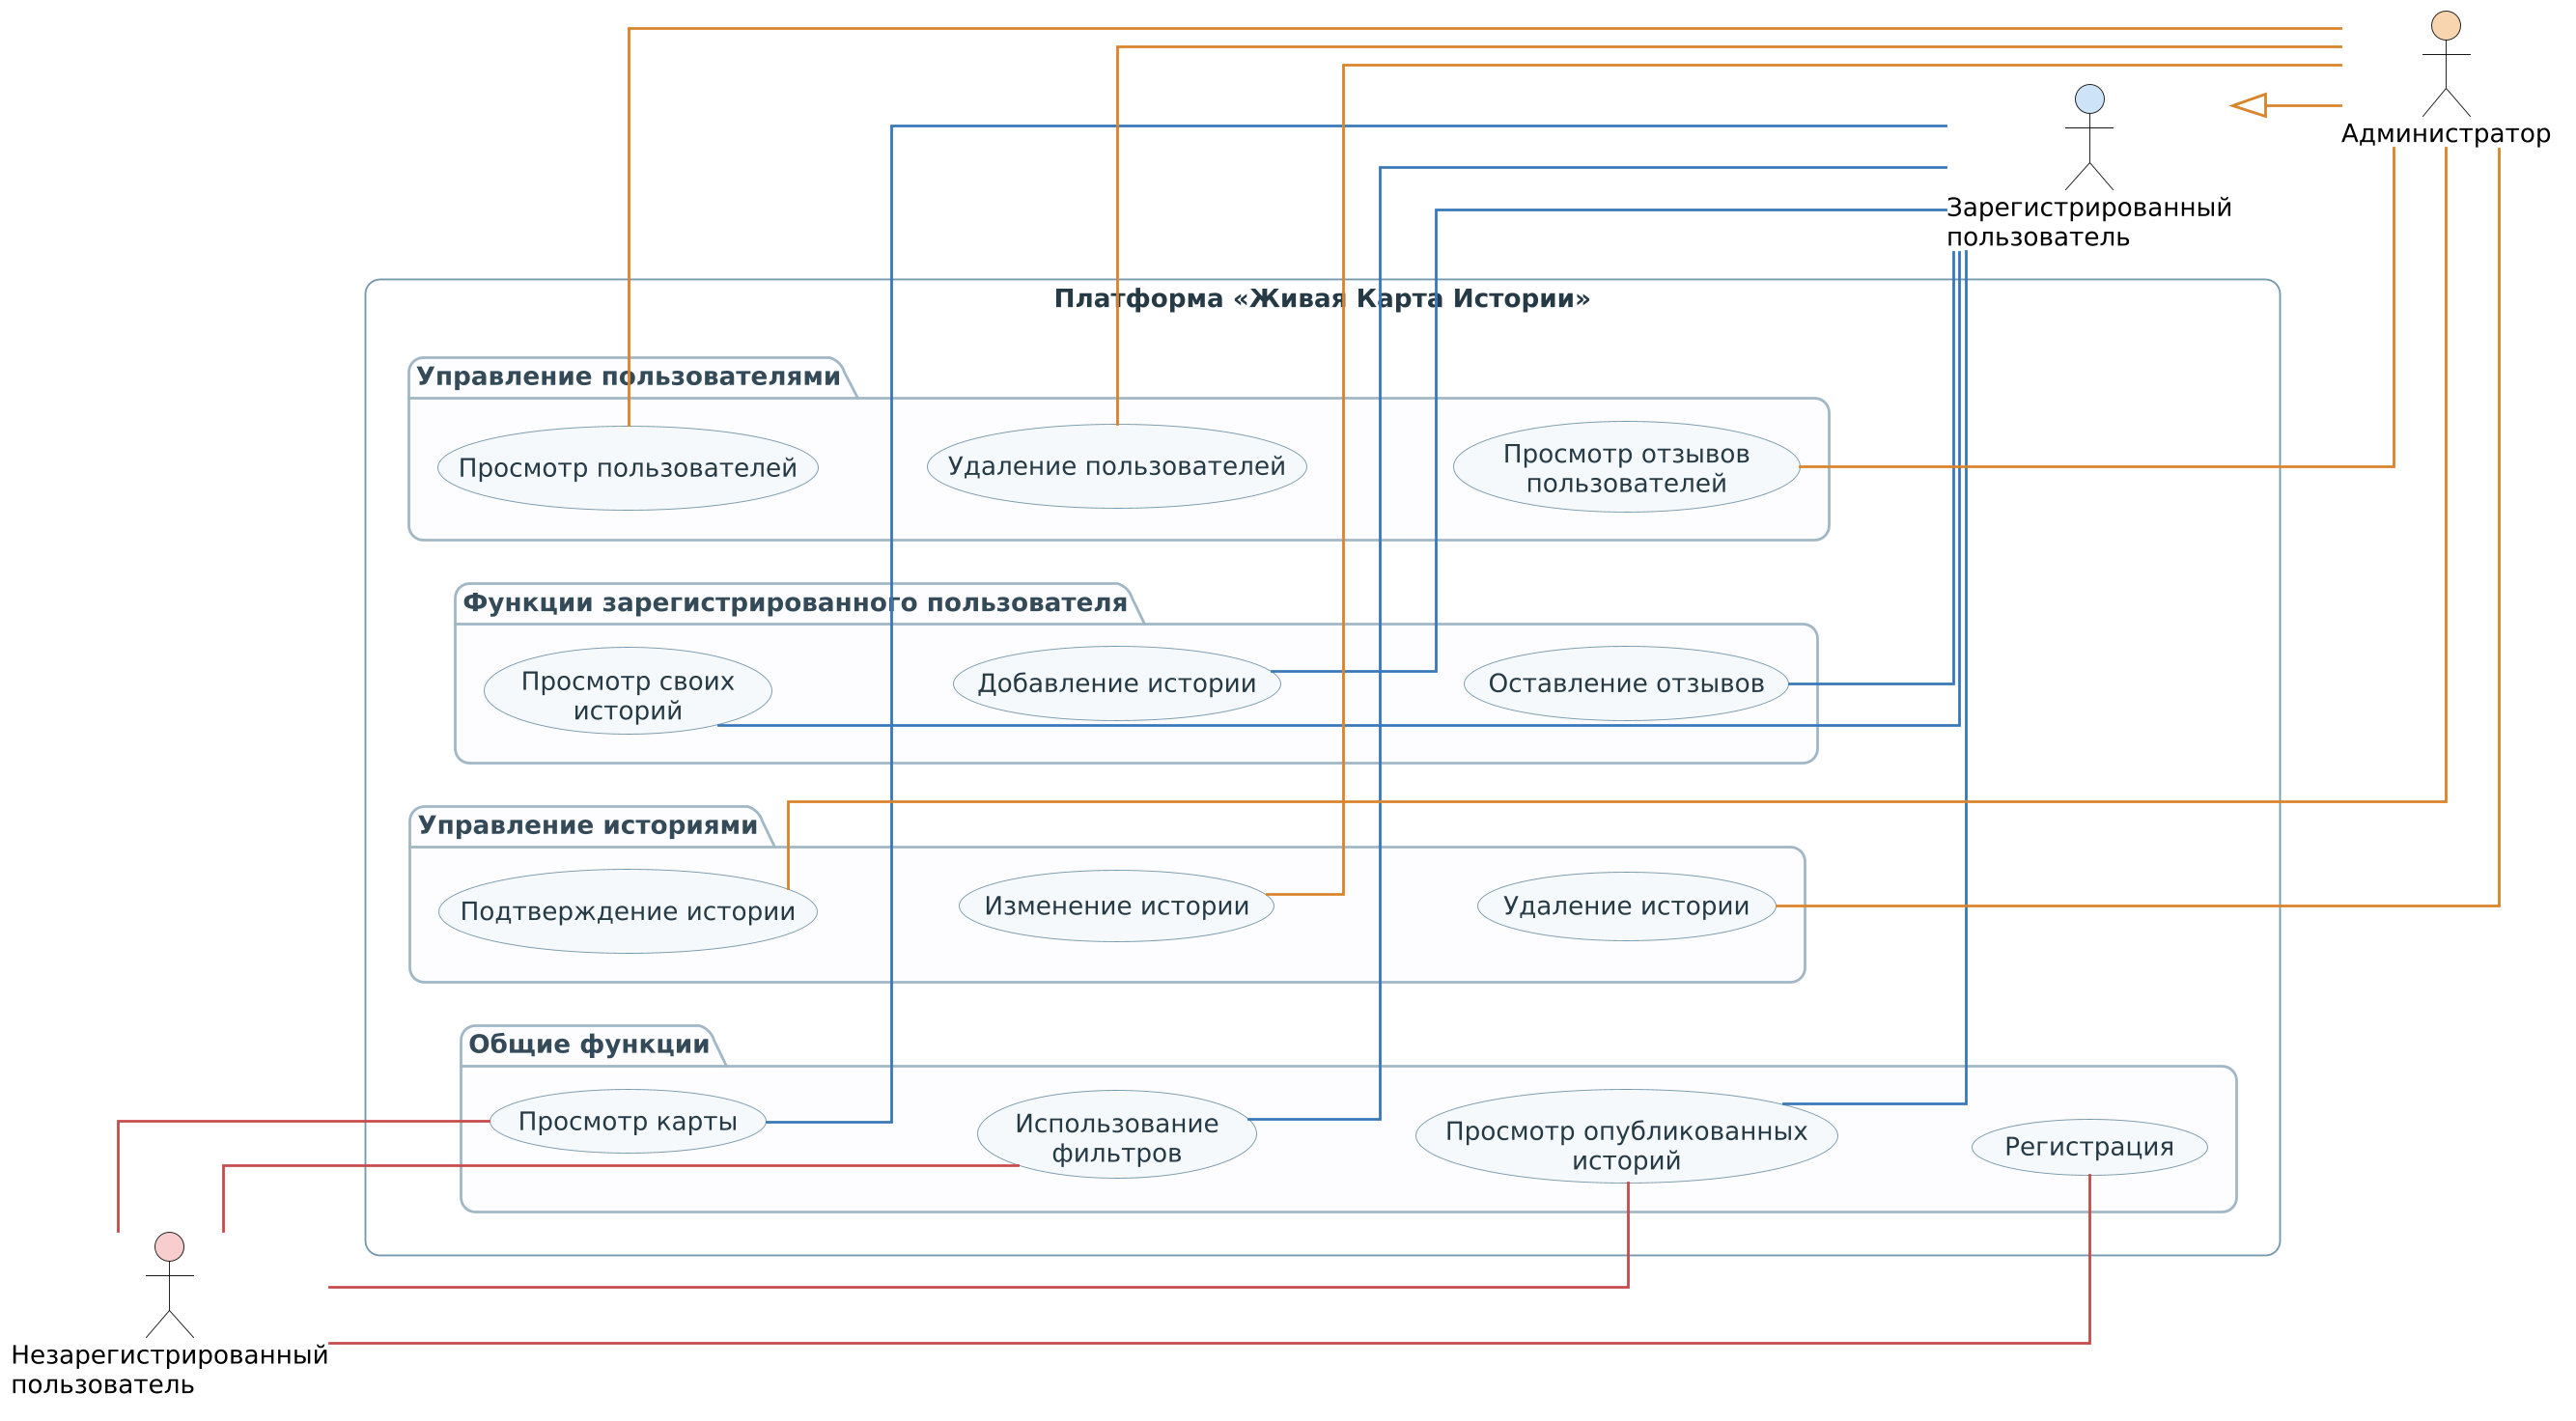 Администратор
Зарегистрированный
пользователь
Платформа «Живая Карта Истории»
Управление пользователями
Просмотр пользователей
Удаление пользователей
Просмотр отзывов
пользователей
Функции зарегистрированного пользователя
Просмотр своих
историй
Добавление истории
Оставление отзывов
Управление историями
Подтверждение истории
Изменение истории
Удаление истории
Общие функции
Просмотр карты
Использование
фильтров
Просмотр опубликованных
историй
Регистрация
Незарегистрированный
пользователь